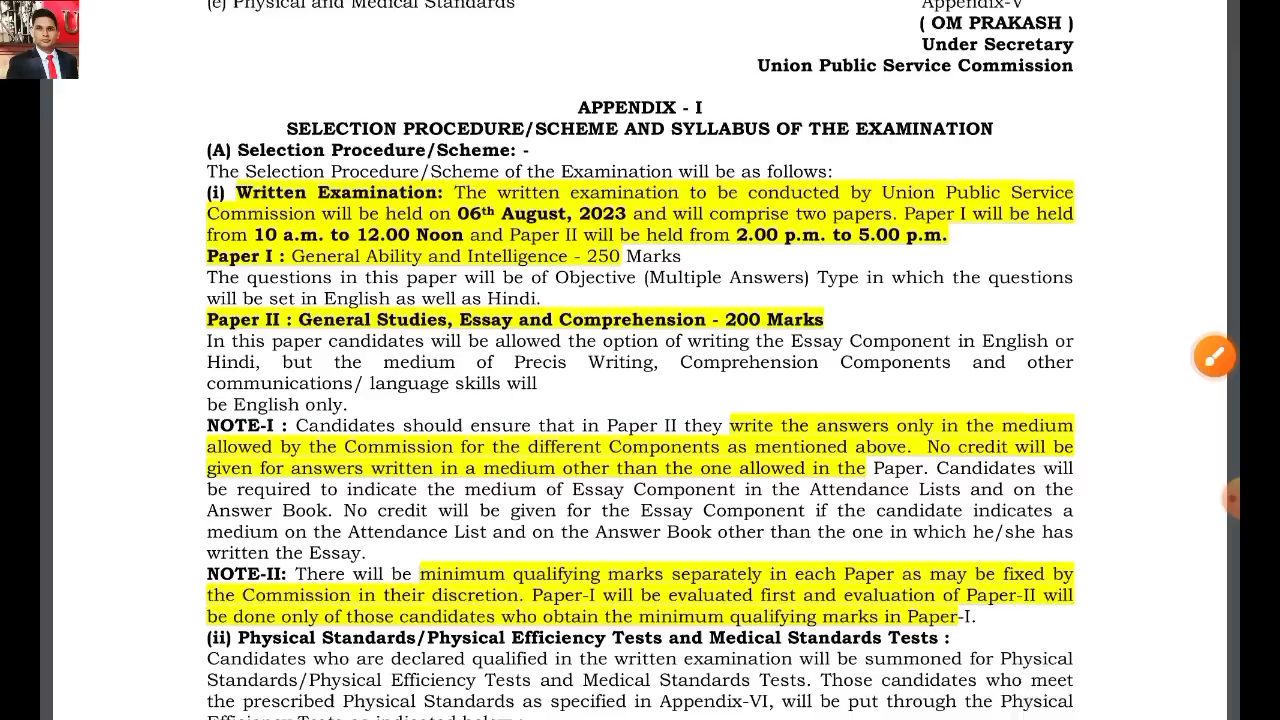 (e) Physical and Medical Standards Appendix-V
( OM PRAKASH )
Under Secretary
Union Public Service Commission
APPENDIX - I
SELECTION PROCEDURE/SCHEME AND SYLLABUS OF THE EXAMINATION
(A) Selection Procedure/Scheme: -
The Selection Procedure/Scheme of the Examination will be as follows:
(i) Written Examination: The written examination to be conducted by Union Public Service
Commission will be held on 06th August, 2023 and will comprise two papers. Paper I will be held
from 10 a.m. to 12.00 Noon and Paper II will be held from 2.00 p.m. to 5.00 p.m.
Paper I : General Ability and Intelligence - 250 Marks
The questions in this paper will be of Objective (Multiple Answers) Type in which the questions
will be set in English as well as Hindi.
Paper II : General Studies, Essay and Comprehension - 200 Marks
In this paper candidates will be allowed the option of writing the Essay Component in English or
Hindi, but the medium of Precis Writing, Comprehension Components and other
communications/ language skills will
be English only.
NOTE-I : Candidates should ensure that in Paper II they write the answers only in the medium
allowed by the Commission for the different Components as mentioned above. No credit will be
given for answers written in a medium other than the one allowed in the Paper. Candidates will
be required to indicate the medium of Essay Component in the Attendance Lists and on the
Answer Book. No credit will be given for the Essay Component if the candidate indicates a
medium on the Attendance List and on the Answer Book other than the one in which he/she has
written the Essay.
NOTE-II: There will be minimum qualifying marks separately in each Paper as may be fixed by
the Commission in their discretion. Paper-I will be evaluated first and evaluation of Paper-II will
be done only of those candidates who obtain the minimum qualifying marks in Paper-I.
(ii) Physical Standards/Physical Efficiency Tests and Medical Standards Tests :
Candidates who are declared qualified in the written examination will be summoned for Physical
Standards/Physical Efficiency Tests and Medical Standards Tests. Those candidates who meet
the prescribed Physical Standards as specified in Appendix-VI, will be put through the Physical
Efficiency Tests as indicated below :